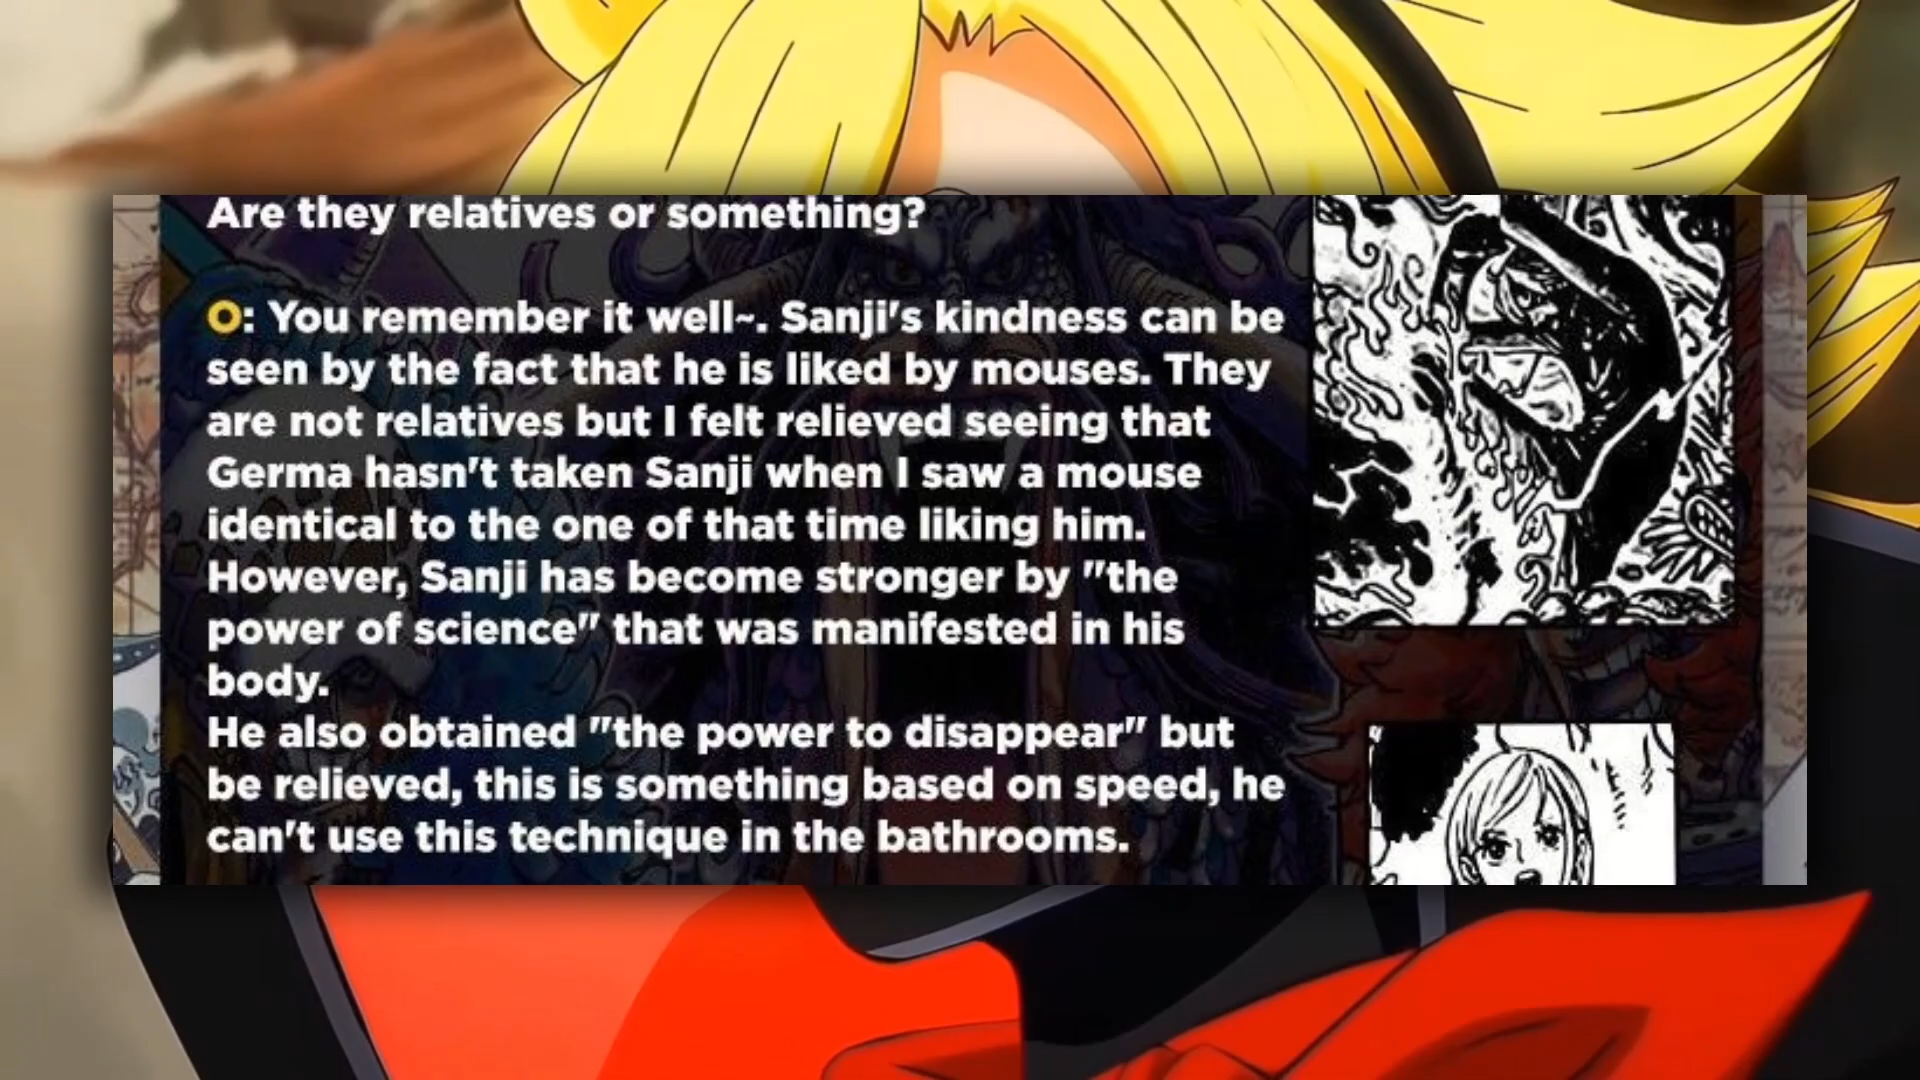 Are they relatives or something?
O: You remember it well~. Sanji's kindness can be
seen by the fact that he is liked by mouses. They
are not relatives but I felt relieved seeing that
Germa hasn't taken Sanji when I saw a mouse
identical to the one of that time liking him.
However, Sanji has become stronger by "the
power of science" that was manifested in his
body.
He also obtained "the power to disappear" but
be relieved, this is something based on speed, he
can't use this technique in the bathrooms.